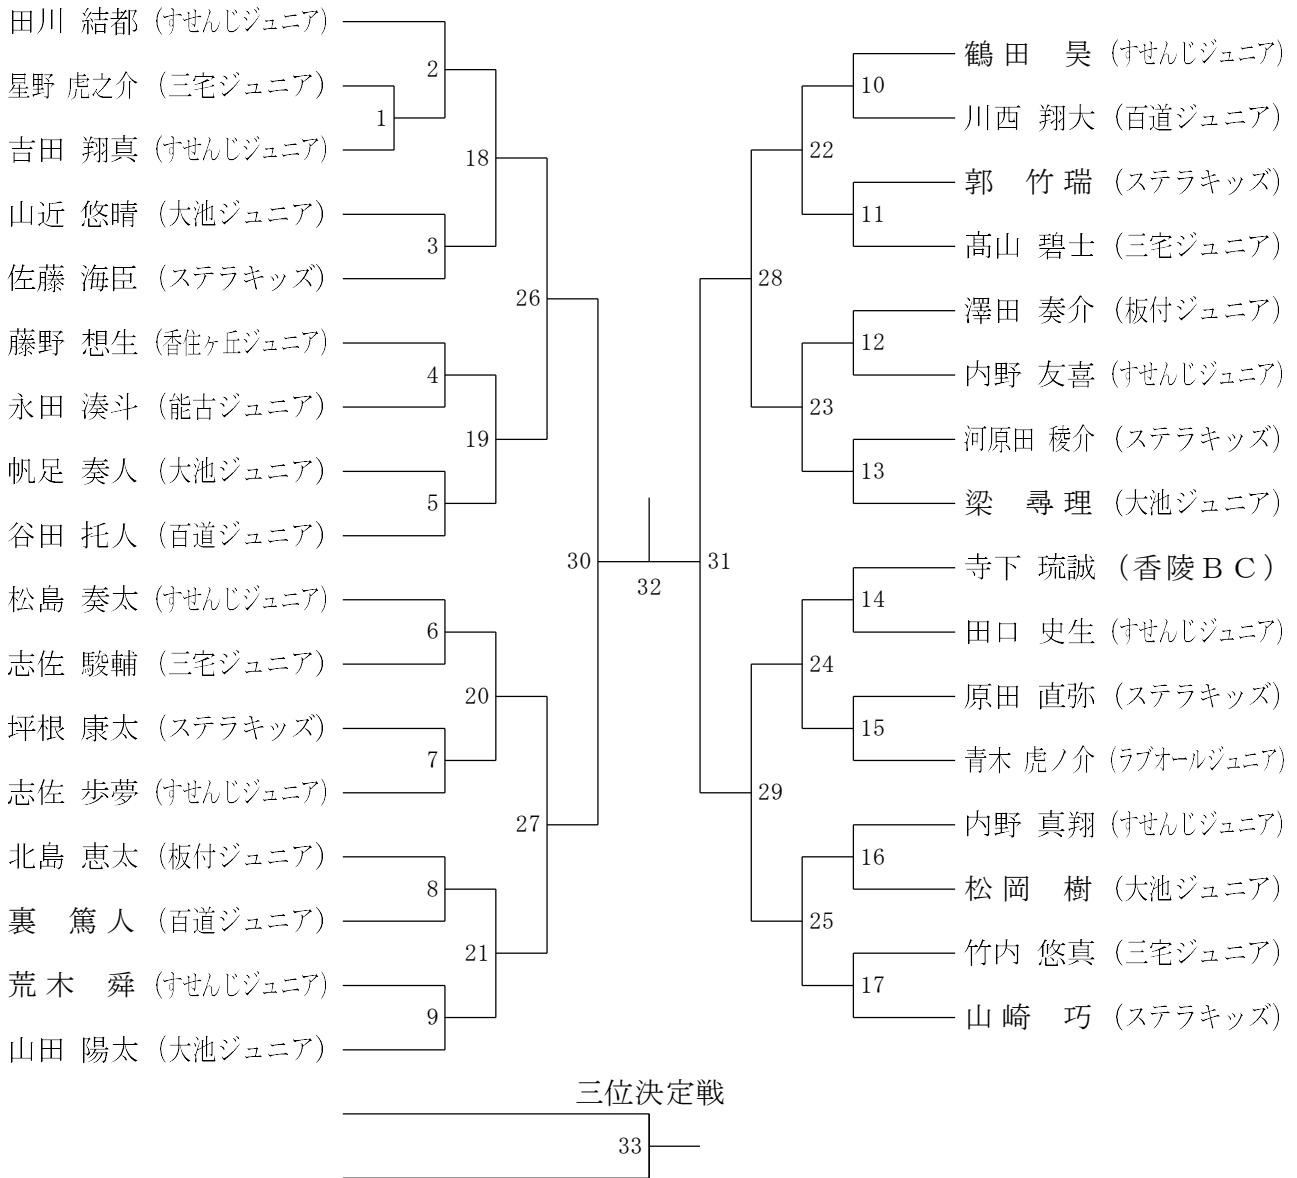 田川 結都 (すせんじジュニア)
2
星野 虎之介 (三宅ジュニア)
1
吉田 翔真 (すせんじジュニア)
18
山近 悠晴 (大池ジュニア)
3
佐藤 海臣 (ステラキッズ)
26
藤野 想生 (香住ヶ丘ジュニア)
4
永田 湊斗 (能古ジュニア)
19
帆足 奏人 (大池ジュニア)
5
谷田 托人 (百道ジュニア)
30
松島 奏太 (すせんじジュニア)
6
志佐 駿輔 (三宅ジュニア)
20
坪根 康太 (ステラキッズ)
7
志佐 歩夢 (すせんじジュニア)
27
北島 恵太 (板付ジュニア)
8
裏 篤人 (百道ジュニア)
21
荒木 舜 (すせんじジュニア)
9
山田 陽太 (大池ジュニア)
32
鶴田 昊 (すせんじジュニア)
10
川西 翔大 (百道ジュニア)
22
郭 竹瑞 (ステラキッズ)
11
髙山 碧士 (三宅ジュニア)
28
澤田 奏介 (板付ジュニア)
12
内野 友喜 (すせんじジュニア)
23
河原田 稜介 (ステラキッズ)
13
梁 尋理 (大池ジュニア)
31
寺下 琉誠 (香陵ＢＣ)
14
田口 史生 (すせんじジュニア)
24
原田 直弥 (ステラキッズ)
15
青木 虎ノ介 (ラブオールジュニア)
29
内野 真翔 (すせんじジュニア)
16
松岡 樹 (大池ジュニア)
25
竹内 悠真 (三宅ジュニア)
17
山崎 巧 (ステラキッズ)
三位決定戦
33